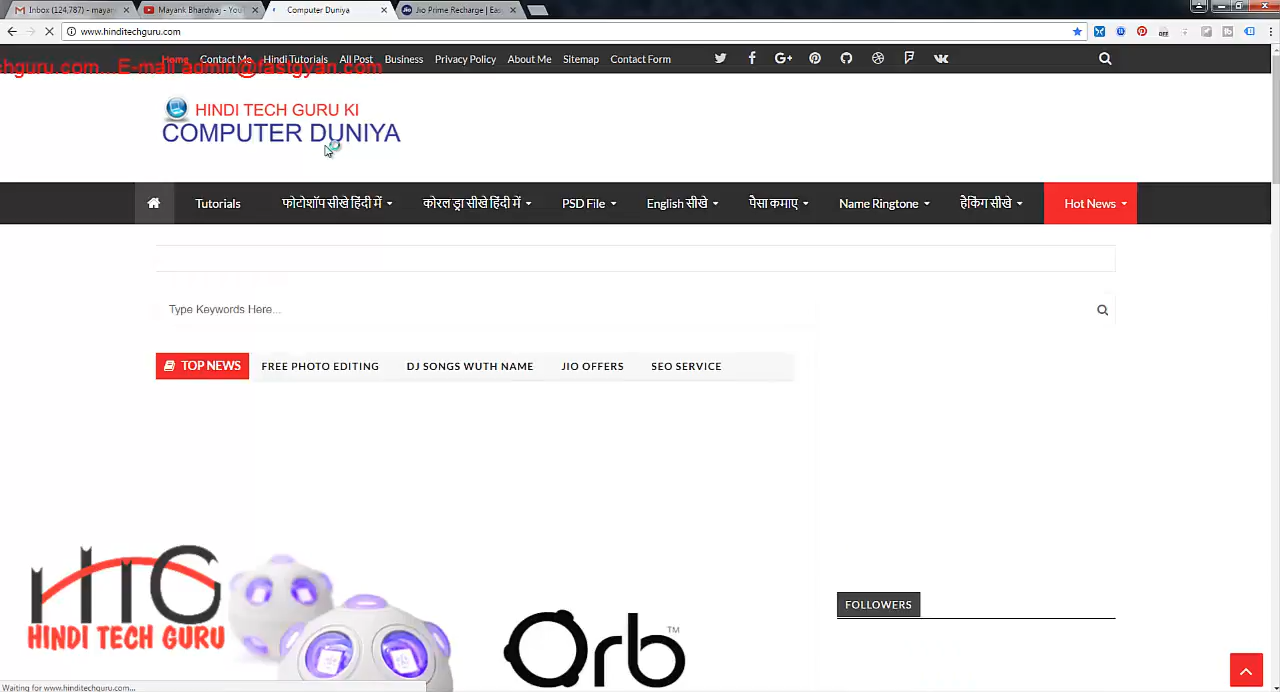 Inbox (124,787) - maya
Mayank Bhardwaj - You
Computer Duniya
Jio Prime Recharge | Eas
www.hinditechguru.com
Home
Contact Me
Hindi Tutorials
All Post
Business
Privacy Policy
About Me
Sitemap
Contact Form
hguru.com...E-mail admin@fastgyan.com
HINDI TECH GURU KI
COMPUTER DUNIYA
Tutorials
फोटोशॉप सीखे हिंदी में
कोरल ड्रा सीखे हिंदी में
PSD File
English सीखे
पैसा कमाए
Name Ringtone
हेकिंग सीखे
Hot News
Type Keywords Here...
TOP NEWS
FREE PHOTO EDITING
DJ SONGS WUTH NAME
JIO OFFERS
SEO SERVICE
HTG
HINDI TECH GURU
Orb™
FOLLOWERS
Waiting for www.hinditechguru.com...